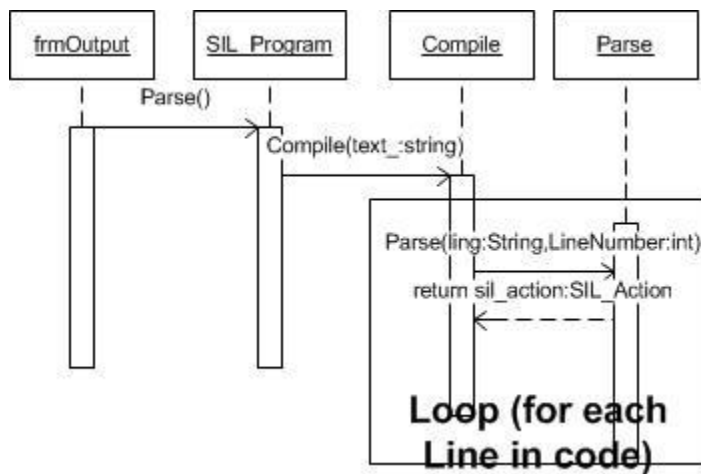 frmOutput
SIL_Program
Compile
Parse
Parse()
Compile(text_:string)
Parse(ling:String,LineNumber:int)
return sil_action:SIL_Action
Loop (for each
Line in code)